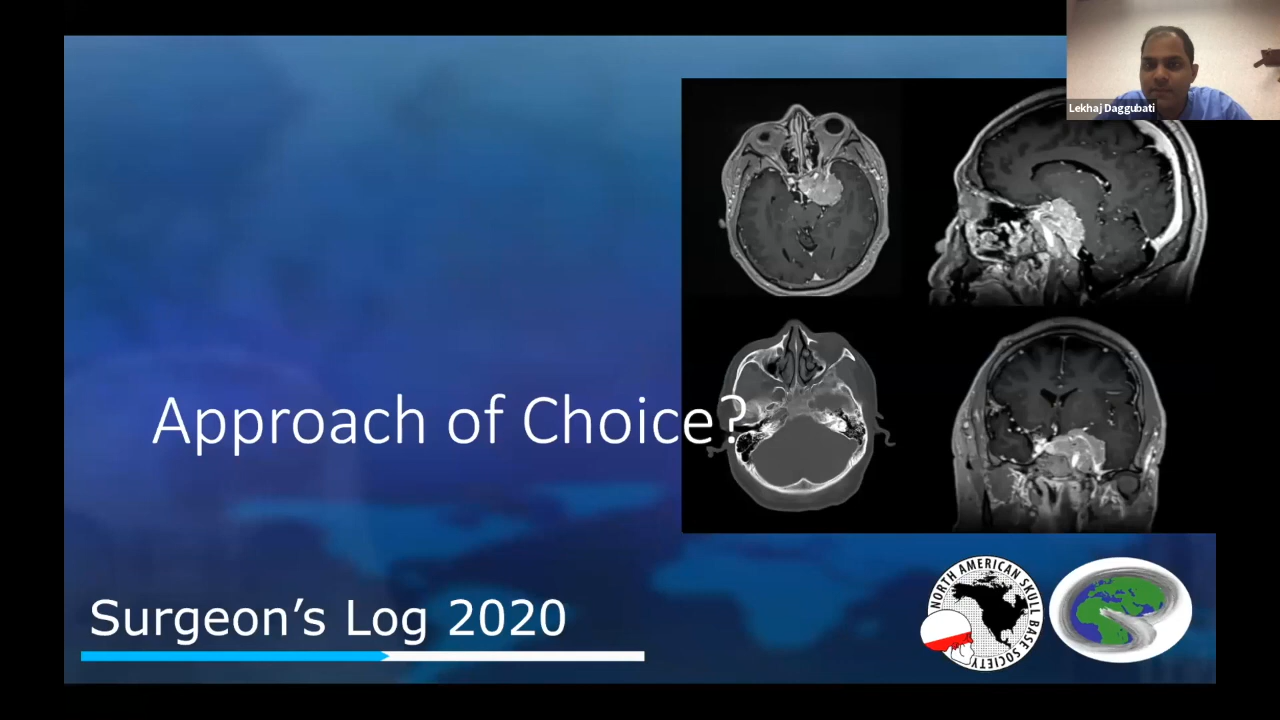 Lekhaj Daggubati
Approach of Choice?
Surgeon's Log 2020
NORTH AMERICAN SKULL BASE SOCIETY